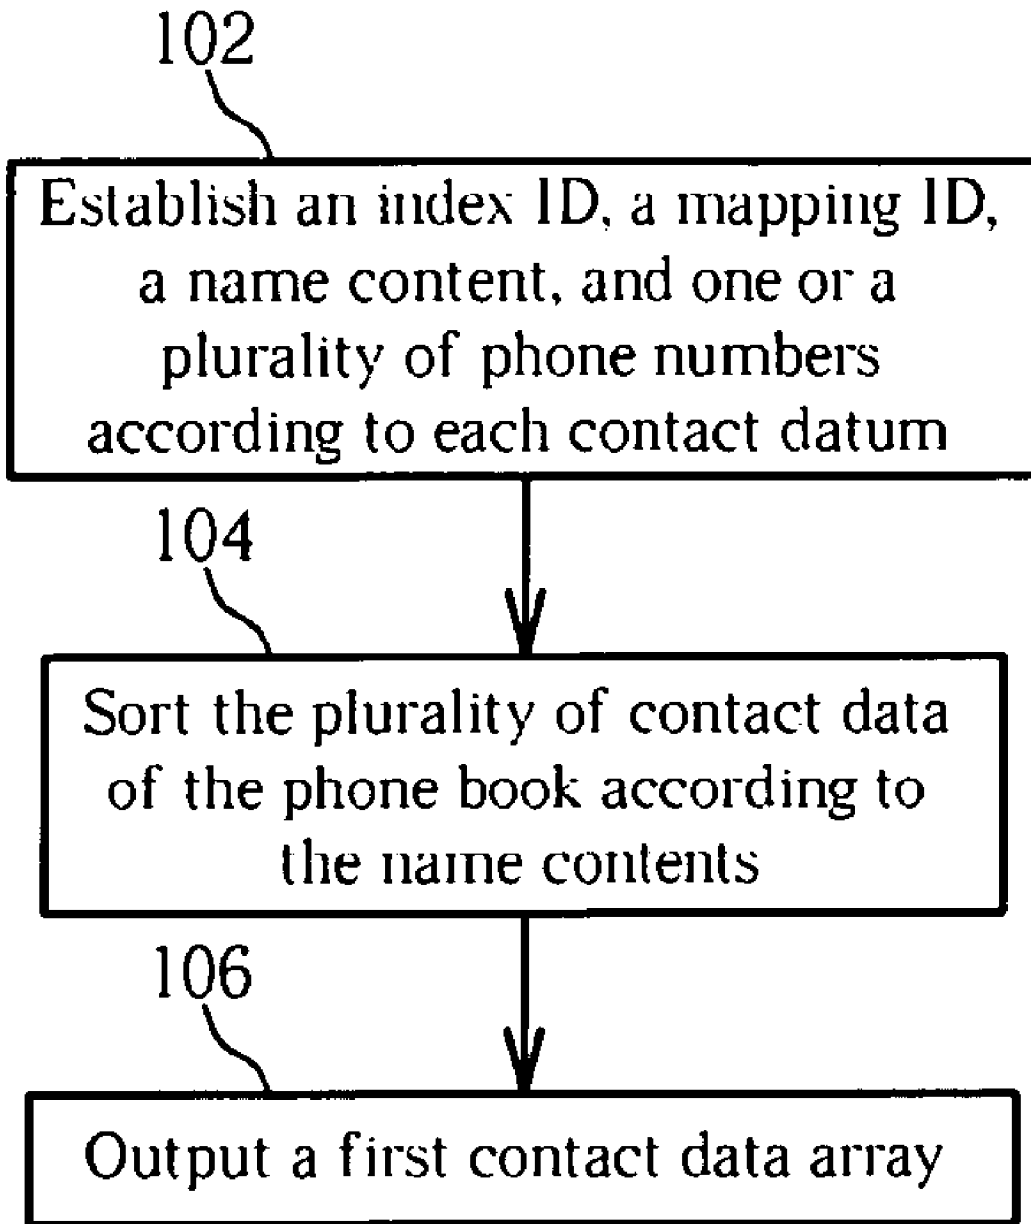 102
Establish an index ID, a mapping ID,
a name content, and one or a
plurality of phone numbers
according to each contact datum
104
Sort the plurality of contact data
of the phone book according to
the name contents
106
Output a first contact data array